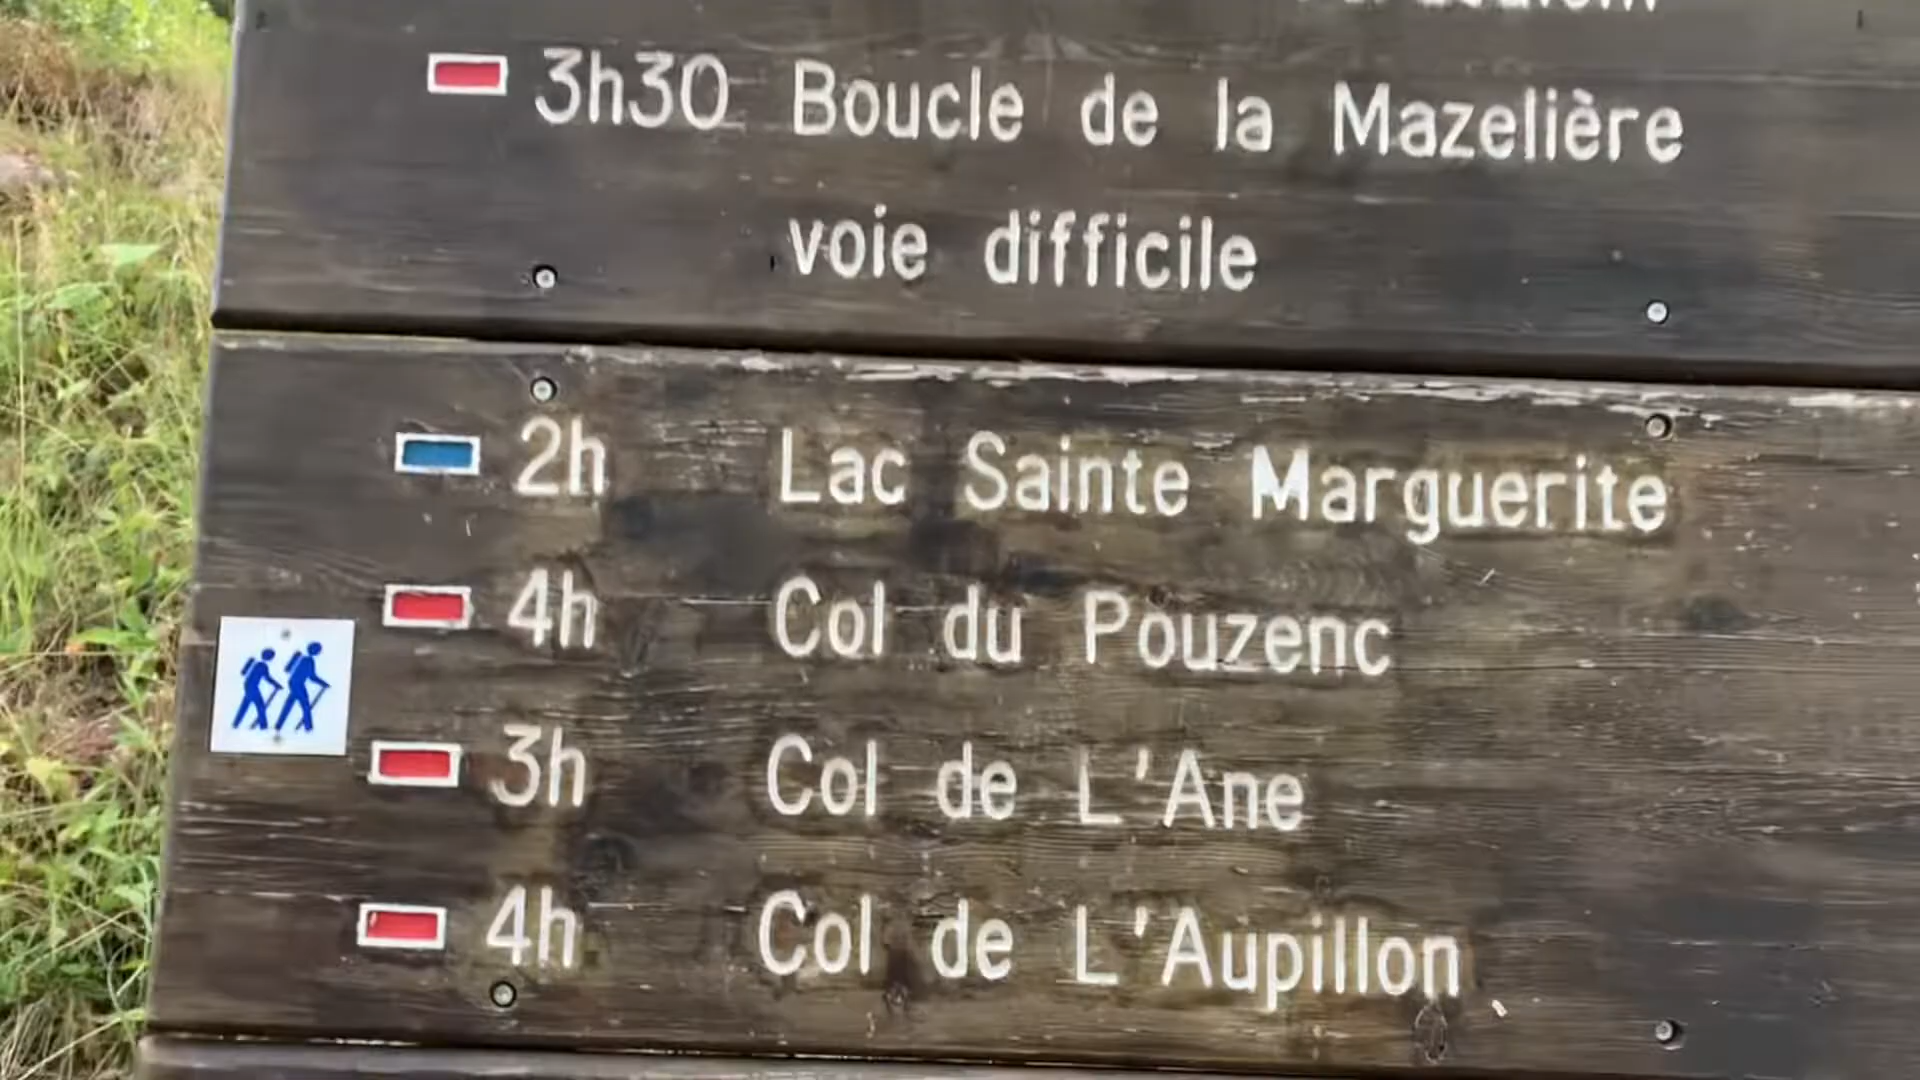 3h30 Boucle de la Mazelière
voie difficile
2h Lac Sainte Marguerite
4h Col du Pouzenc
3h Col de L'Ane
4h Col de L'Aupillon